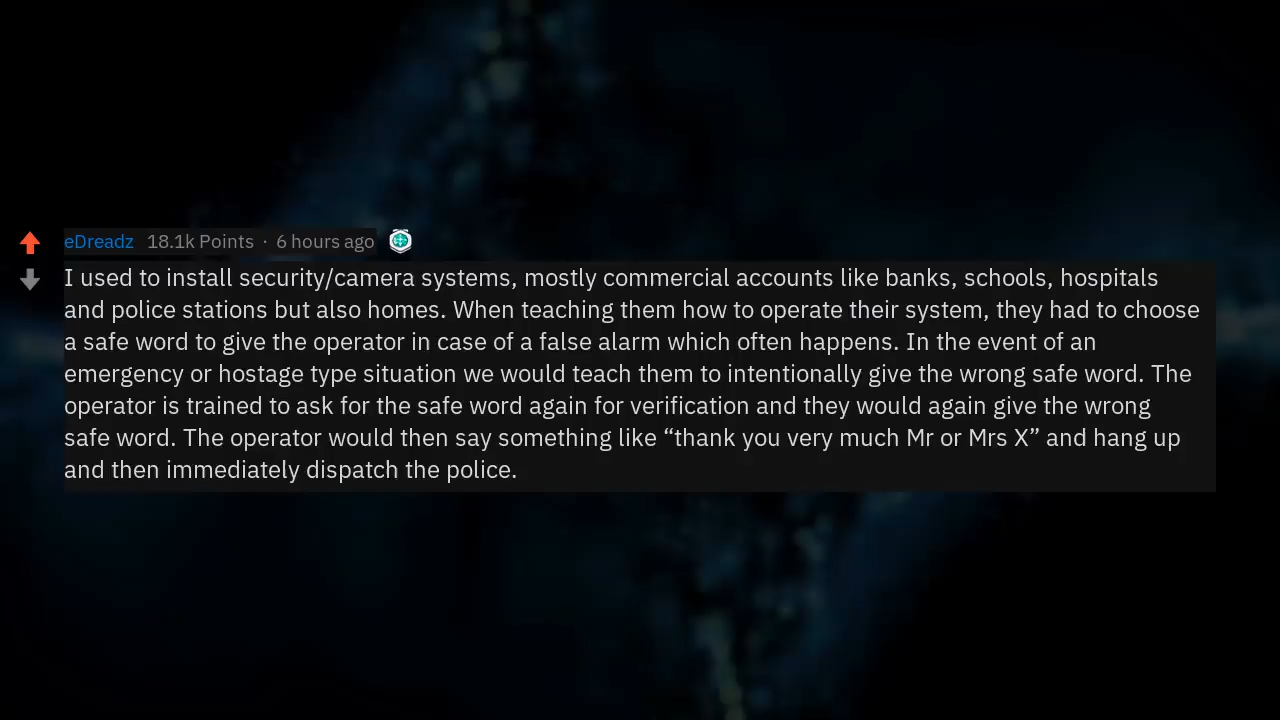 eDreadz 18.1k Points · 6 hours ago
I used to install security/camera systems, mostly commercial accounts like banks, schools, hospitals
and police stations but also homes. When teaching them how to operate their system, they had to choose
a safe word to give the operator in case of a false alarm which often happens. In the event of an
emergency or hostage type situation we would teach them to intentionally give the wrong safe word. The
operator is trained to ask for the safe word again for verification and they would again give the wrong
safe word. The operator would then say something like “thank you very much Mr or Mrs X” and hang up
and then immediately dispatch the police.